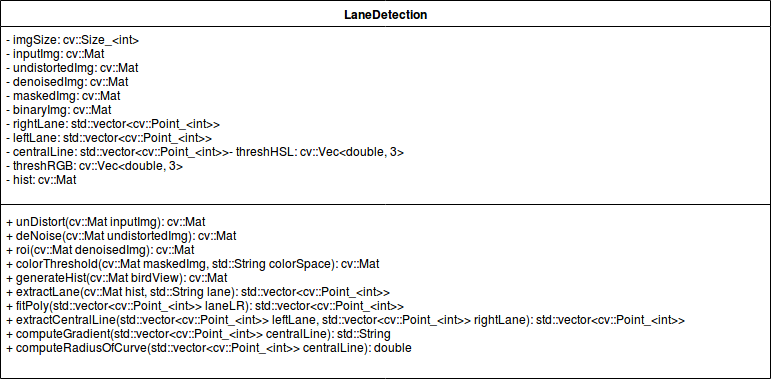 LaneDetection
- imgSize: cv::Size_<int>
- inputImg: cv::Mat
- undistortedImg: cv::Mat
- denoisedImg: cv::Mat
- maskedImg: cv::Mat
- binaryImg: cv::Mat
- rightLane: std::vector<cv::Point_<int>>
- leftLane: std::vector<cv::Point_<int>>
- centralLine: std::vector<cv::Point_<int>>- threshHSL: cv::Vec<double, 3>
- threshRGB: cv::Vec<double, 3>
- hist: cv::Mat
+ unDistort(cv::Mat inputImg): cv::Mat
+ deNoise(cv::Mat undistortedImg): cv::Mat
+ roi(cv::Mat denoisedImg): cv::Mat
+ colorThreshold(cv::Mat maskedImg, std::String colorSpace): cv::Mat
+ generateHist(cv::Mat birdView): cv::Mat
+ extractLane(cv::Mat hist, std::String lane): std::vector<cv::Point_<int>>
+ fitPoly(std::vector<cv::Point_<int>> laneLR): std::vector<cv::Point_<int>>
+ extractCentralLine(std::vector<cv::Point_<int>> leftLane, std::vector<cv::Point_<int>> rightLane): std::vector<cv::Point_<int>>
+ computeGradient(std::vector<cv::Point_<int>> centralLine): std::String
+ computeRadiusOfCurve(std::vector<cv::Point_<int>> centralLine): double